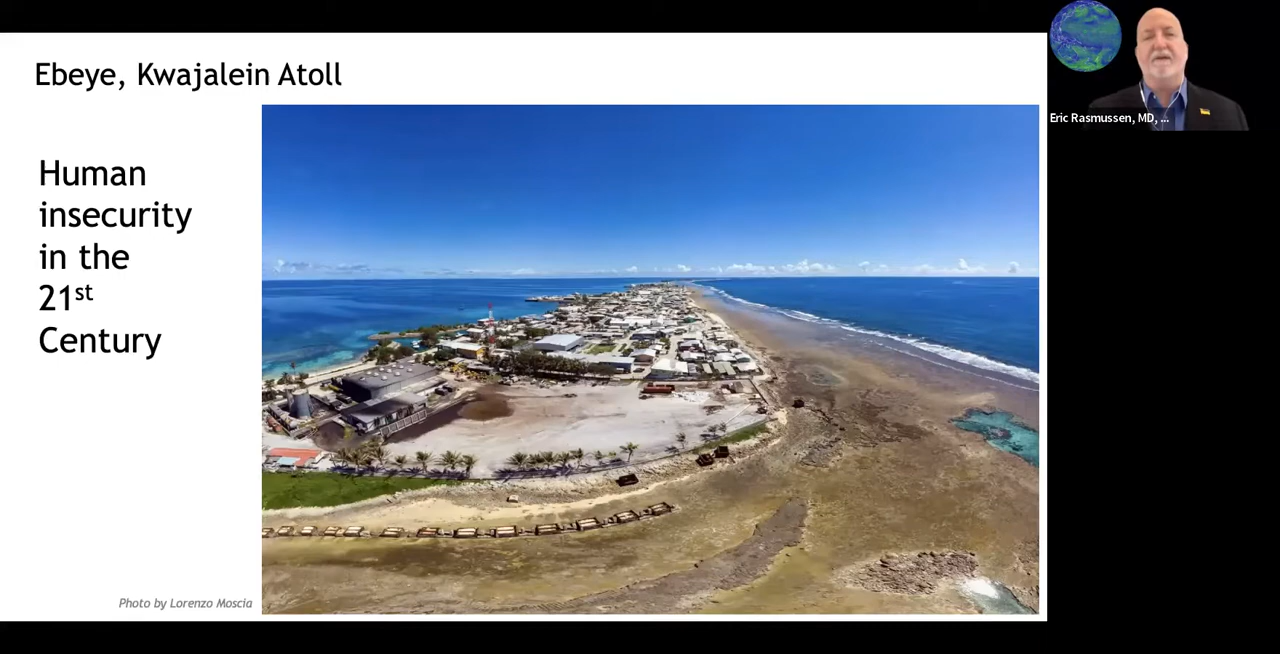 Ebeye, Kwajalein Atoll
Human
insecurity
in the
21st
Century
Photo by Lorenzo Moscia
Eric Rasmussen, MD, ...